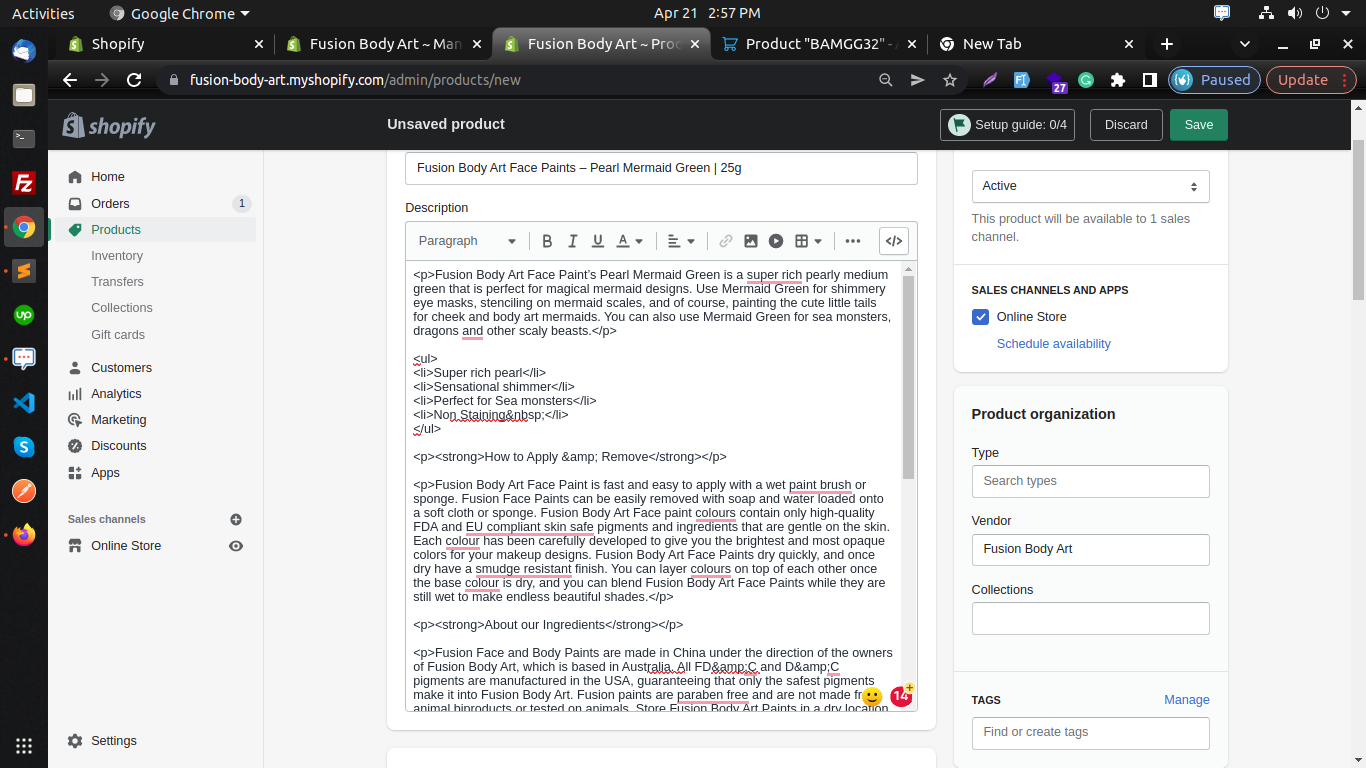 Activities
Google Chrome
Apr 21 2:57 PM
Shopify
Fusion Body Art ~ Man
Fusion Body Art ~ Proc
Product "BAMGG32" -
New Tab
fusion-body-art.myshopify.com/admin/products/new
27
Paused
Update
shopify
Unsaved product
Setup guide: 0/4
Discard
Save
Home
Orders
1
Products
Inventory
Transfers
Collections
Gift cards
Customers
Analytics
Marketing
Discounts
Apps
Sales channels
Online Store
Settings
Fusion Body Art Face Paints – Pearl Mermaid Green | 25g
Description
Paragraph
B I U A
</>
<p>Fusion Body Art Face Paint's Pearl Mermaid Green is a super rich pearly medium
green that is perfect for magical mermaid designs. Use Mermaid Green for shimmery
eye masks, stenciling on mermaid scales, and of course, painting the cute little tails
for cheek and body art mermaids. You can also use Mermaid Green for sea monsters,
dragons and other scaly beasts.</p>
<ul>
<li>Super rich pearl</li>
<li>Sensational shimmer</li>
<li>Perfect for Sea monsters</li>
<li>Non Staining&nbsp;</li>
</ul>
<p><strong>How to Apply &amp; Remove</strong></p>
<p>Fusion Body Art Face Paint is fast and easy to apply with a wet paint brush or
sponge. Fusion Face Paints can be easily removed with soap and water loaded onto
a soft cloth or sponge. Fusion Body Art Face paint colours contain only high-quality
FDA and EU compliant skin safe pigments and ingredients that are gentle on the skin.
Each colour has been carefully developed to give you the brightest and most opaque
colors for your makeup designs. Fusion Body Art Face Paints dry quickly, and once
dry have a smudge resistant finish. You can layer colours on top of each other once
the base colour is dry, and you can blend Fusion Body Art Face Paints while they are
still wet to make endless beautiful shades.</p>
<p><strong>About our Ingredients</strong></p>
<p>Fusion Face and Body Paints are made in China under the direction of the owners
of Fusion Body Art, which is based in Australia. All FD&amp;C and D&amp;C
pigments are manufactured in the USA, guaranteeing that only the safest pigments
make it into Fusion Body Art. Fusion paints are paraben free and are not made
animal biproducts or tested on animals. Store Fusion Body Art Paints in a dry location
14
Active
This product will be available to 1 sales
channel.
SALES CHANNELS AND APPS
Online Store
Schedule availability
Product organization
Type
Search types
Vendor
Fusion Body Art
Collections
TAGS
Manage
Find or create tags